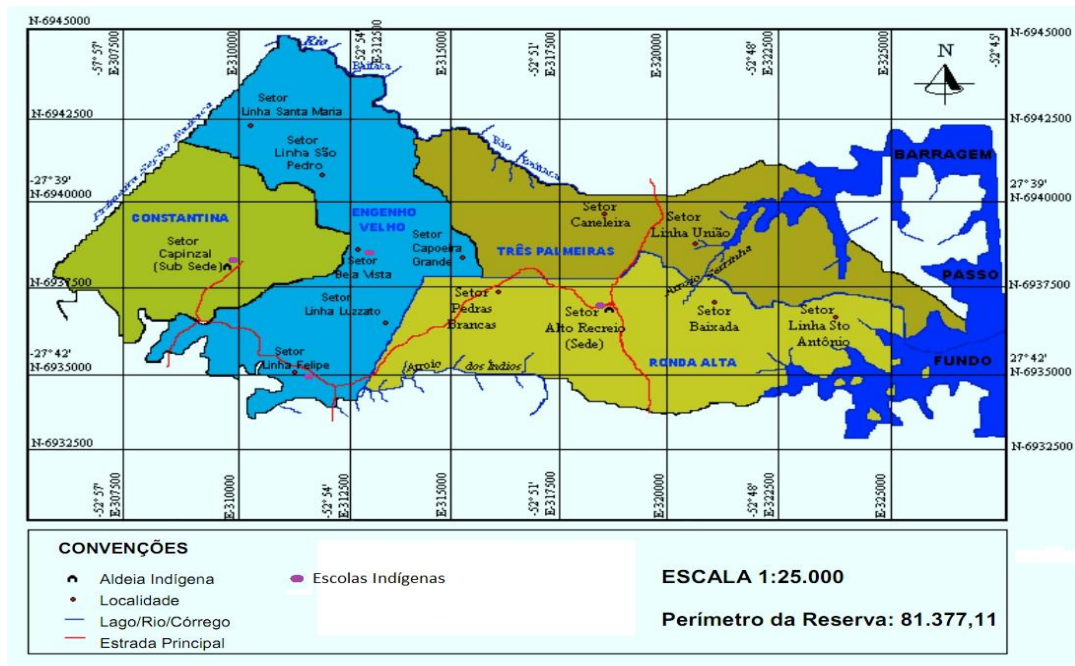 N-6945000
-57° 57'
E-307500
E-310000
Rio
Baitaca
-52° 54'
E-312500
E-315000
-52° 51'
E-317500
E-320000
-52° 48'
E-322500
E-325000
-52° 45'
N-6945000
N
N-6942500
Setor
Linha Santa Maria
Setor
Linha São
Pedro
Rio
Baitaca
N-6942500
BARRAGEM
-27° 39'
N-6940000
27° 39'
N-6940000
CONSTANTINA
ENGENHO
VELHO
Setor
Caneleira
Setor
Linha União
Setor
Capinzal
(Sub Sede)
Setor
Capoeira
Grande
TRÊS PALMEIRAS
Setor
Bela Vista
Arroio
PASSO
N-6937500
N-6937500
Setor
Linha Luzzato
Setor
Pedras
Brancas
Setor
Alto Recreio
(Sede)
Setor
Baixada
Setor
Linha Sto
Antônio
-27° 42'
N-6935000
Setor
Linha Felipe
Arroio dos Índios
RONDA ALTA
FUNDO
27° 42'
N-6935000
N-6932500
N-6932500
-52° 57'
E-307500
E-310000
-52° 54'
E-312500
E-315000
-52° 51'
E-317500
E-320000
-52° 48'
E-322500
E-325000
CONVENÇÕES
Aldeia Indígena
Localidade
Lago/Rio/Córrego
Estrada Principal
Escolas Indígenas
ESCALA 1:25.000
Perímetro da Reserva: 81.377,11